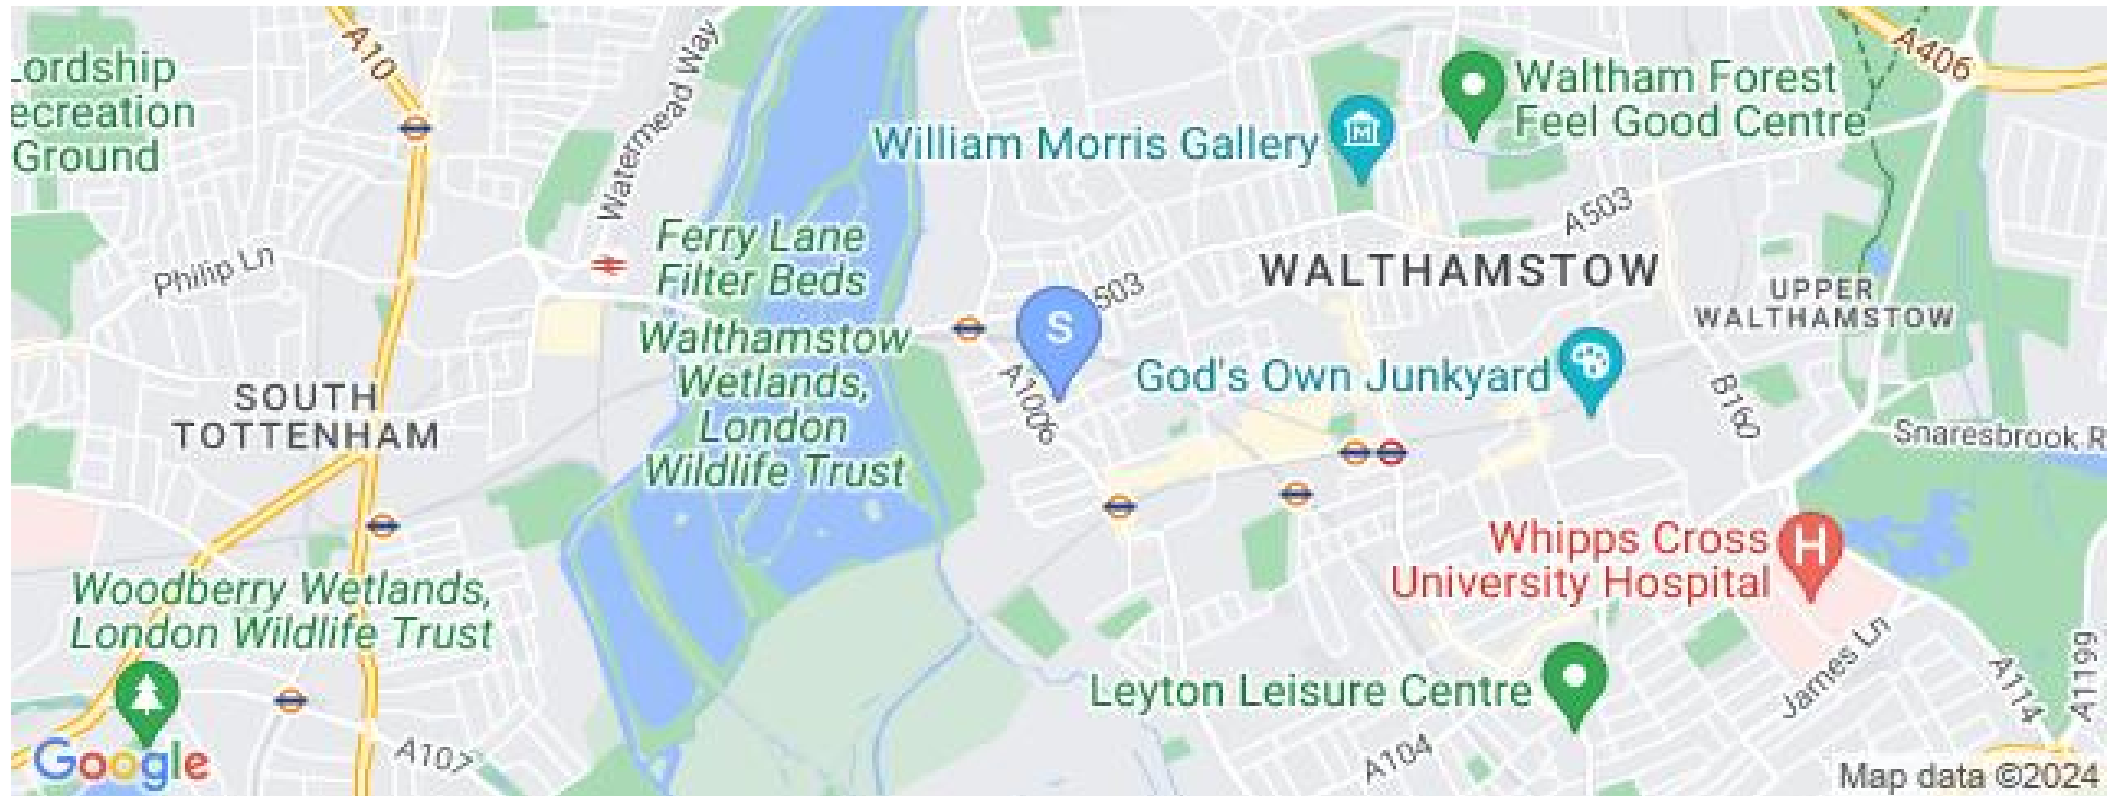 A10
Lordship
ecreation
Ground
Watermead Way
William Morris Gallery
Waltham Forest
Feel Good Centre
A406
A503
Philip Ln
Ferry Lane
Filter Beds
WALTHAMSTOW
UPPER
WALTHAMSTOW
503
S
Walthamstow
Wetlands,
London
Wildlife Trust
A1006
God's Own Junkyard
B160
Snaresbrook R
SOUTH
TOTTENHAM
Whipps Cross
University Hospital
H
Woodberry Wetlands,
London Wildlife Trust
James Ln
Leyton Leisure Centre
A114
A1199
A107
A104
Google
Map data ©2024